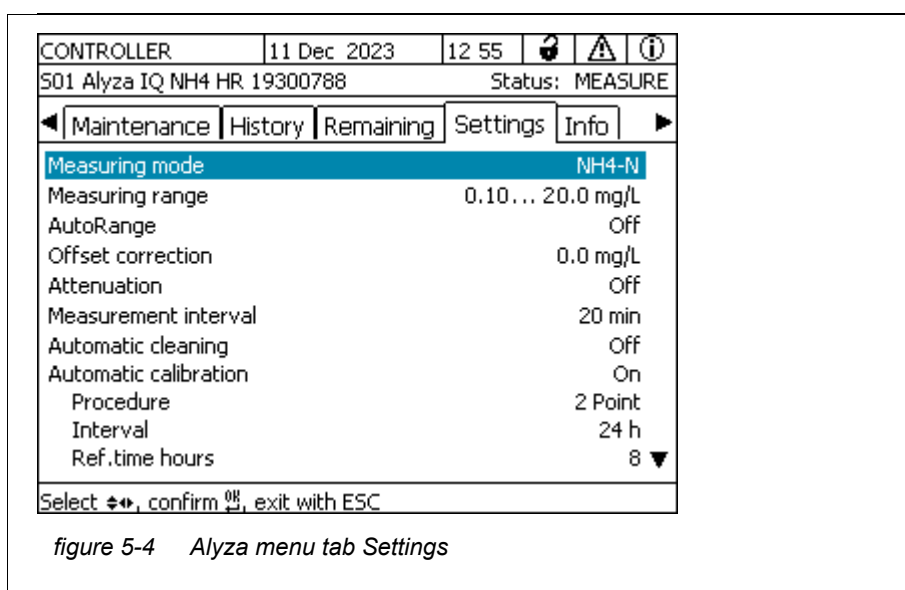 CONTROLLER 11 Dec 2023 12 55
S01 Alyza IQ NH4 HR 19300788 Status: MEASURE
Maintenance History Remaining Settings Info
Measuring mode NH4-N
Measuring range 0.10... 20.0 mg/L
AutoRange Off
Offset correction 0.0 mg/L
Attenuation Off
Measurement interval 20 min
Automatic cleaning Off
Automatic calibration On
Procedure 2 Point
Interval 24 h
Ref.time hours 8
Select, confirm OK, exit with ESC
figure 5-4 Alyza menu tab Settings